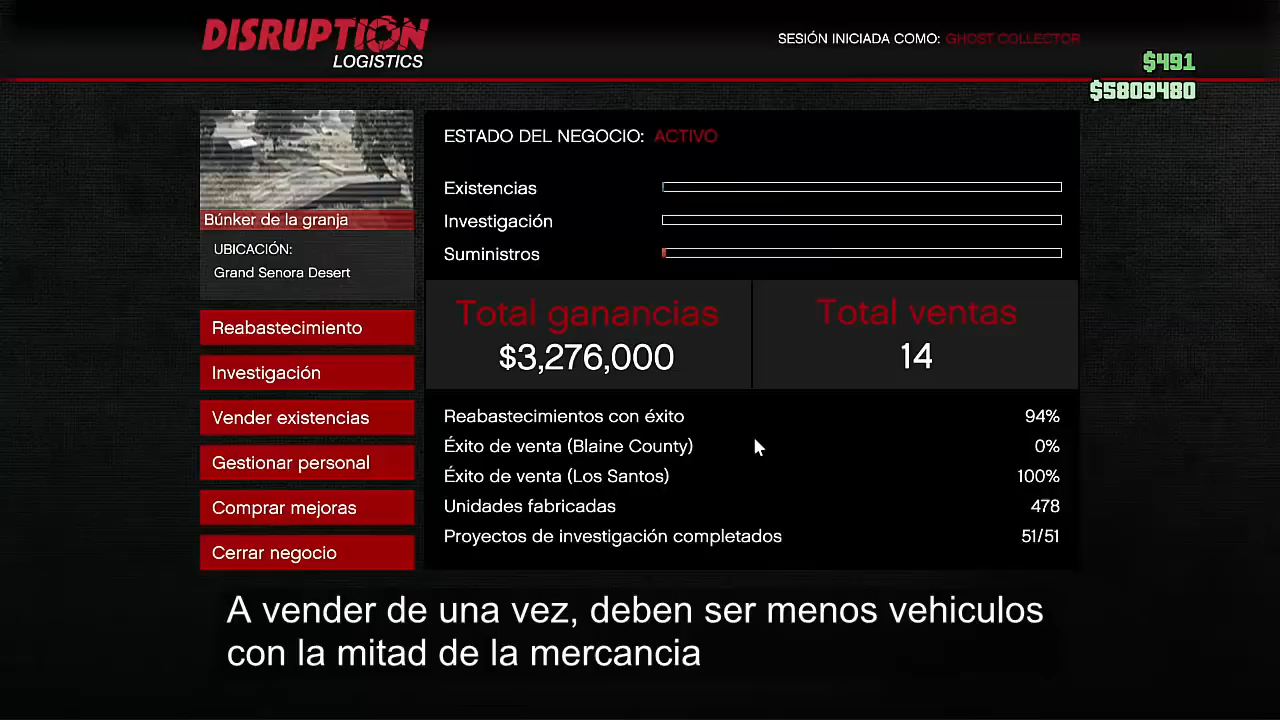 DISRUPTION
LOGISTICS
SESIÓN INICIADA COMO: GHOST COLLECTOR
$491
$5809480
Búnker de la granja
UBICACIÓN:
Grand Senora Desert
Reabastecimiento
Investigación
Vender existencias
Gestionar personal
Comprar mejoras
Cerrar negocio
ESTADO DEL NEGOCIO: ACTIVO
Existencias
Investigación
Suministros
Total ganancias
$3,276,000
Total ventas
14
Reabastecimientos con éxito 94%
Éxito de venta (Blaine County) 0%
Éxito de venta (Los Santos) 100%
Unidades fabricadas 478
Proyectos de investigación completados 51/51
A vender de una vez, deben ser menos vehiculos
con la mitad de la mercancia